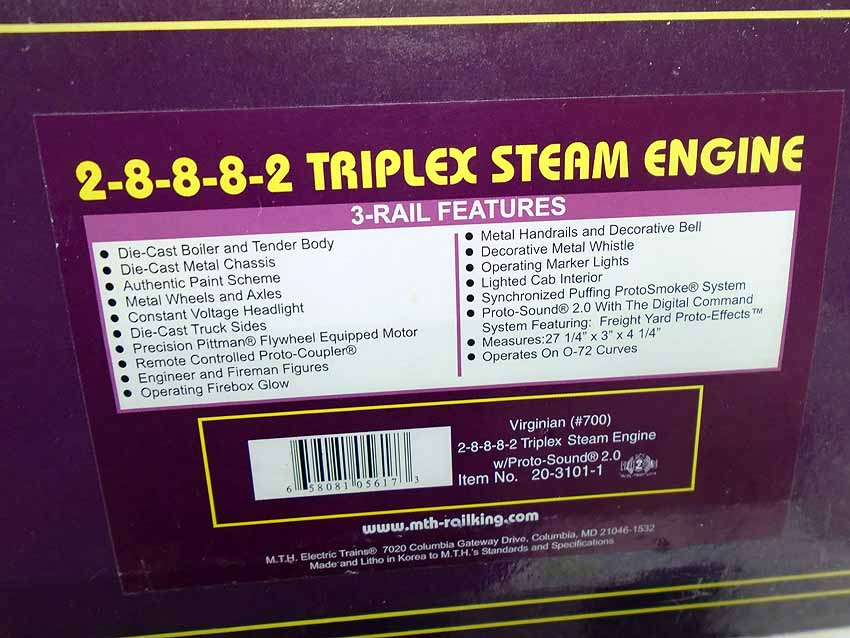 2-8-8-8-2 TRIPLEX STEAM ENGINE
3-RAIL FEATURES
● Die-Cast Boiler and Tender Body
● Die-Cast Metal Chassis
● Authentic Paint Scheme
● Metal Wheels and Axles
● Constant Voltage Headlight
● Die-Cast Truck Sides
● Precision Pittman® Flywheel Equipped Motor
● Remote Controlled Proto-Coupler®
● Engineer and Fireman Figures
● Operating Firebox Glow
● Metal Handrails and Decorative Bell
● Decorative Metal Whistle
● Operating Marker Lights
● Lighted Cab Interior
● Synchronized Puffing ProtoSmoke® System
● Proto-Sound® 2.0 With The Digital Command
System Featuring: Freight Yard Proto-Effects™
● Measures:27 1/4" x 3" x 4 1/4"
● Operates On O-72 Curves
6 58081 05617 3
Virginian (#700)
2-8-8-8-2 Triplex Steam Engine
w/Proto-Sound® 2.0
Item No. 20-3101-1
www.mth-railking.com
M.T.H. Electric Trains® 7020 Columbia Gateway Drive, Columbia, MD 21046-1532
Made and Litho in Korea to M.T.H.'s Standards and Specifications